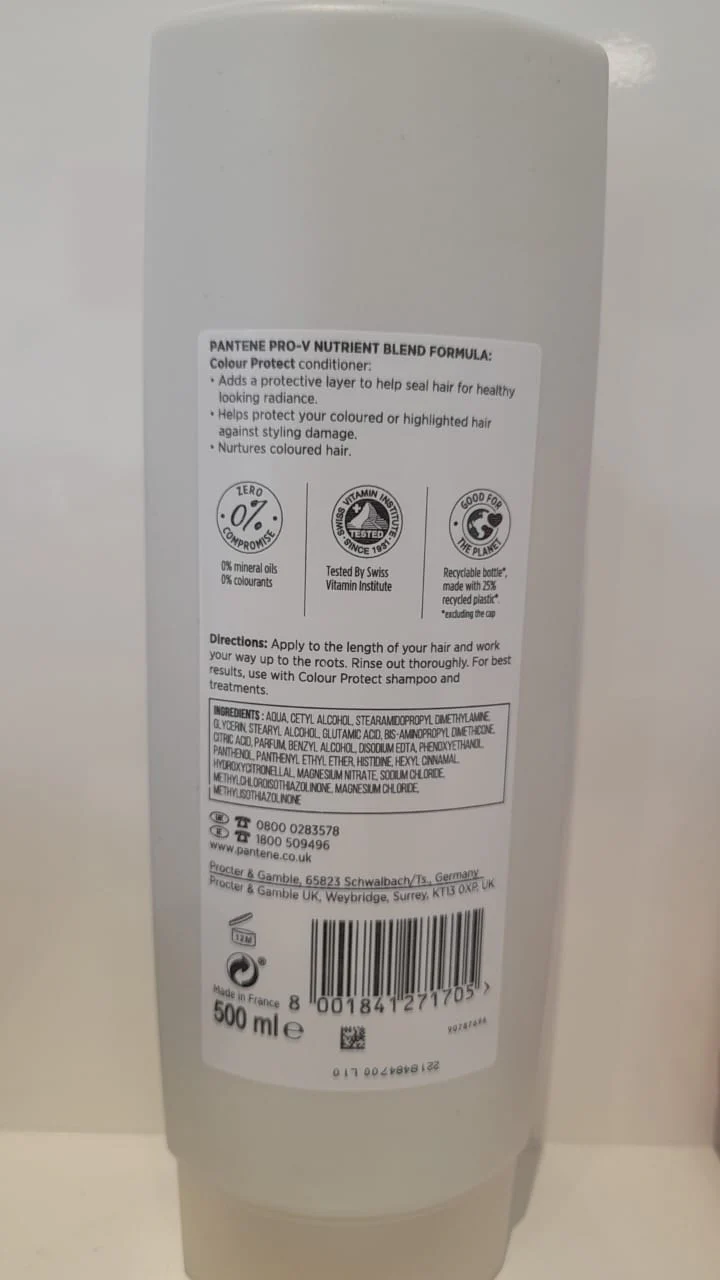 PANTENE PRO-V NUTRIENT BLEND FORMULA:
Colour Protect conditioner:
• Adds a protective layer to help seal hair for healthy
looking radiance.
• Helps protect your coloured or highlighted hair
against styling damage.
• Nurtures coloured hair.
ZERO
0%
COMPROMISE
0% mineral oils
0% colourants
SWISS VITAMIN INSTITUTE
TESTED
SINCE 1931
Tested By Swiss
Vitamin Institute
GOOD FOR
THE PLANET
Recyclable bottle*,
made with 25%
recycled plastic*.
*excluding the cap
Directions: Apply to the length of your hair and work
your way up to the roots. Rinse out thoroughly. For best
results, use with Colour Protect shampoo and
treatments.
INGREDIENTS: AQUA, CETYL ALCOHOL, STEARAMIDOPROPYL DIMETHYLAMINE,
GLYCERIN, STEARYL ALCOHOL, GLUTAMIC ACID, BIS-AMINOPROPYL DIMETHICONE,
CITRIC ACID, PARFUM, BENZYL ALCOHOL, DISODIUM EDTA, PHENOXYETHANOL,
PANTHENOL, PANTHENYL ETHYL ETHER, HISTIDINE, HEXYL CINNAMAL,
HYDROXYCITRONELLAL, MAGNESIUM NITRATE, SODIUM CHLORIDE,
METHYLCHLOROISOTHIAZOLINONE, MAGNESIUM CHLORIDE,
METHYLISOTHIAZOLINONE
UK 0800 0283578
IE 1800 509496
www.pantene.co.uk
Procter & Gamble, 65823 Schwalbach/Ts., Germany
Procter & Gamble UK, Weybridge, Surrey, KT13 0XP, UK
12M
Made in France
500 ml e
8 001841 271705 >
90787496
2218484700 L10